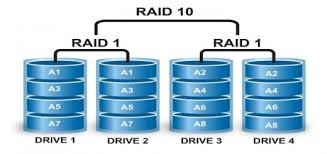 RAID 10
RAID 1 RAID 1
A1 A1 A2 A2
A3 A3 A4 A4
A5 A5 A6 A6
A7 A7 A8 A8
DRIVE 1 DRIVE 2 DRIVE 3 DRIVE 4